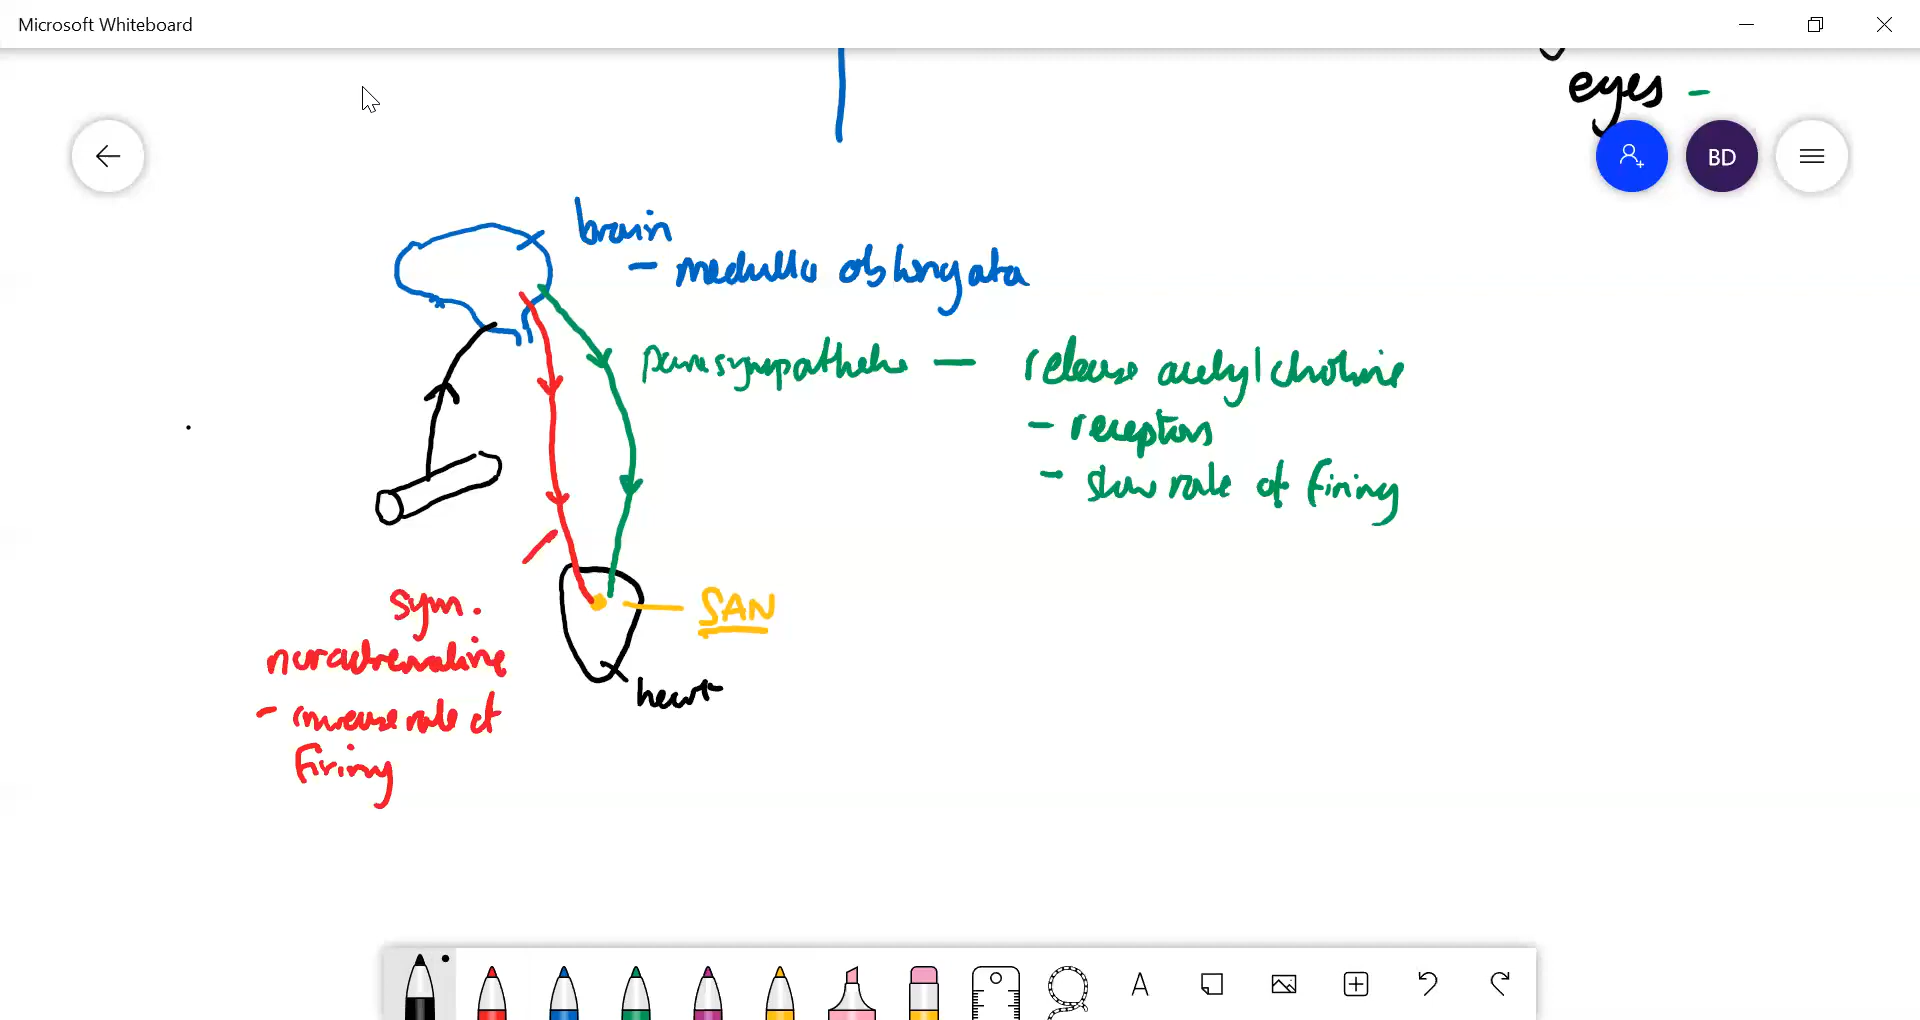 Microsoft Whiteboard
eyes -
BD
brain
- medulla oblongata
parasympathetic — release acetylcholine
- receptors
- slow rate of firing
SAN
sym.
noradrenaline
- increase rate of
firing
heart